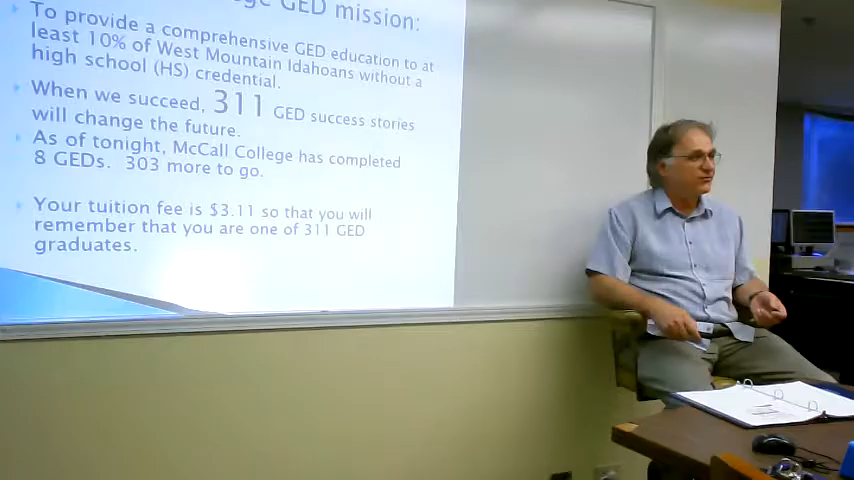 GED mission:
To provide a comprehensive GED education to at
least 10% of West Mountain Idahoans without a
high school (HS) credential.
When we succeed, 311 GED success stories
will change the future.
As of tonight, McCall College has completed
8 GEDs. 303 more to go.
Your tuition fee is $3.11 so that you will
remember that you are one of 311 GED
graduates.